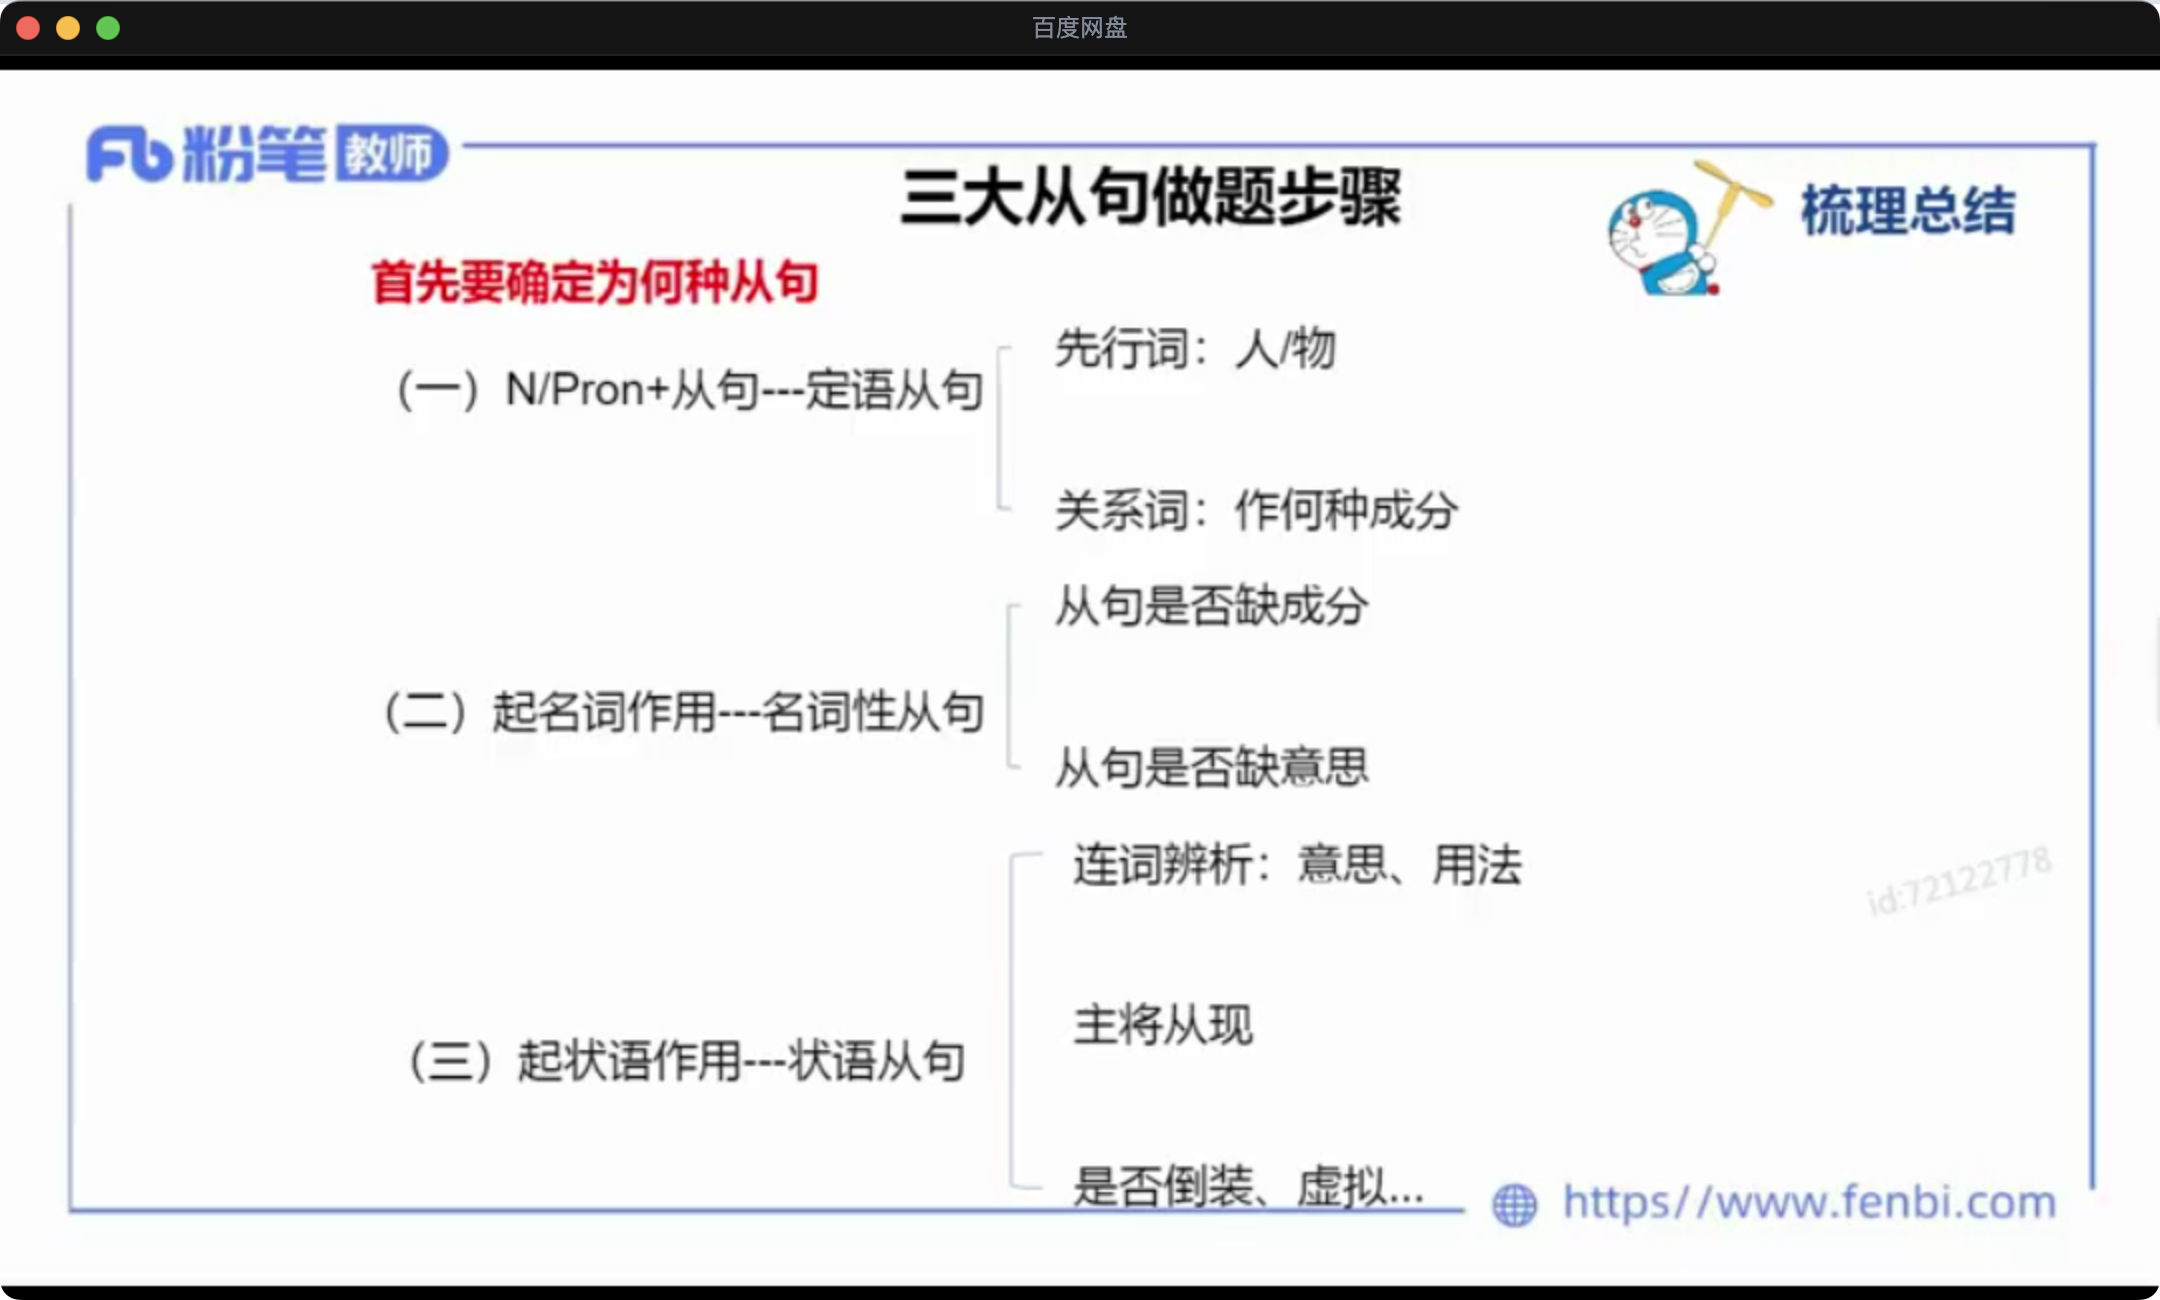 百度网盘
粉笔 教师
三大从句做题步骤
梳理总结
首先要确定为何种从句
先行词：人/物
（一）N/Pron+从句---定语从句
关系词：作何种成分
从句是否缺成分
（二）起名词作用---名词性从句
从句是否缺意思
连词辨析：意思、用法
id:72122778
主将从现
（三）起状语作用---状语从句
是否倒装、虚拟...
https//www.fenbi.com